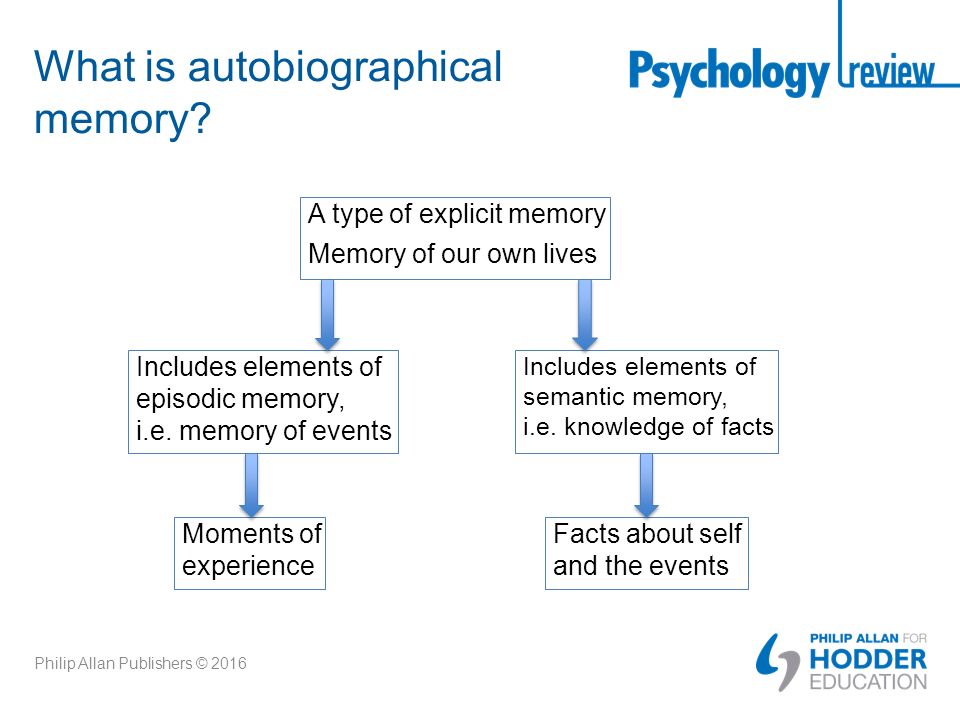 What is autobiographical
memory?
Psychology review
A type of explicit memory
Memory of our own lives
Includes elements of
episodic memory,
i.e. memory of events
Includes elements of
semantic memory,
i.e. knowledge of facts
Moments of
experience
Facts about self
and the events
Philip Allan Publishers © 2016
PHILIP ALLAN FOR
HODDER
EDUCATION